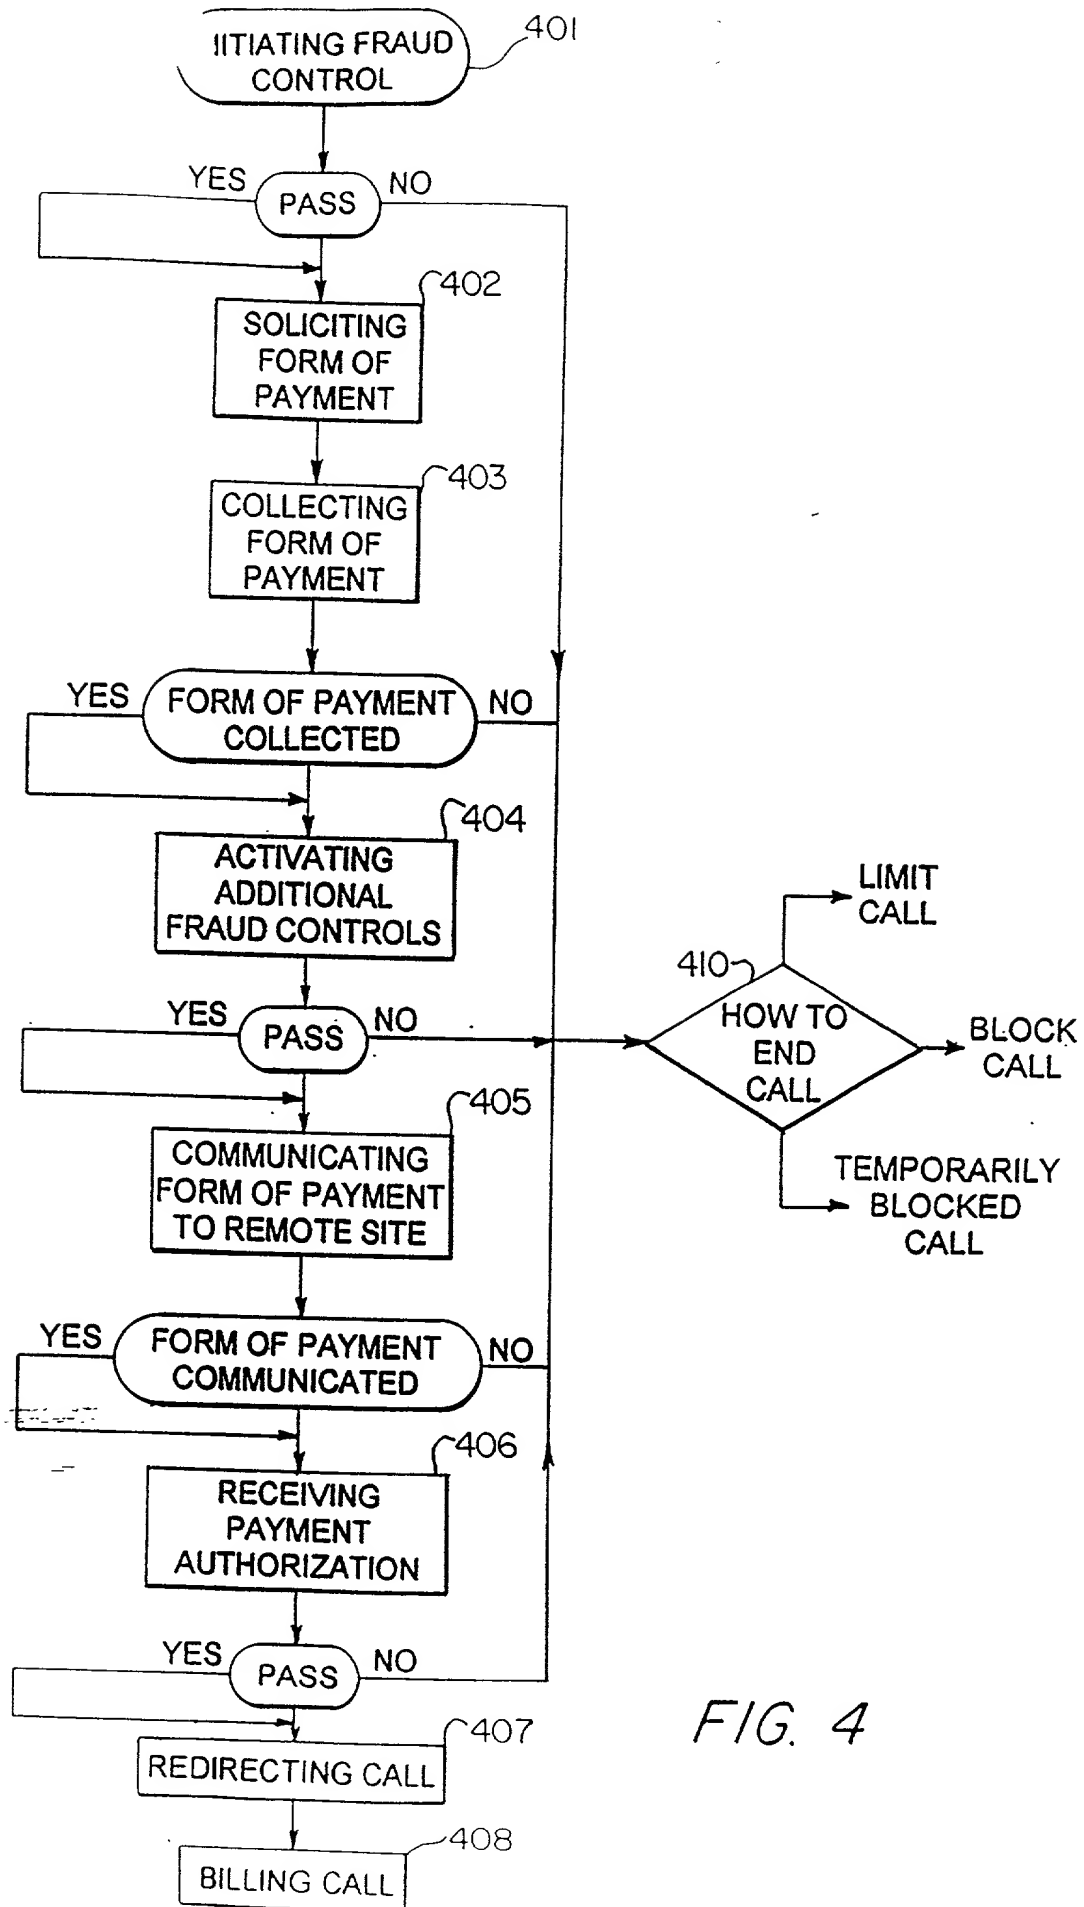 IITIATING FRAUD
CONTROL
401
YES
PASS
NO
402
SOLICITING
FORM OF
PAYMENT
403
COLLECTING
FORM OF
PAYMENT
YES
FORM OF PAYMENT
COLLECTED
NO
404
ACTIVATING
ADDITIONAL
FRAUD CONTROLS
YES
PASS
NO
405
COMMUNICATING
FORM OF PAYMENT
TO REMOTE SITE
YES
FORM OF PAYMENT
COMMUNICATED
NO
406
RECEIVING
PAYMENT
AUTHORIZATION
YES
PASS
NO
407
REDIRECTING CALL
408
BILLING CALL
410
HOW TO
END
CALL
LIMIT
CALL
BLOCK
CALL
TEMPORARILY
BLOCKED
CALL
FIG. 4